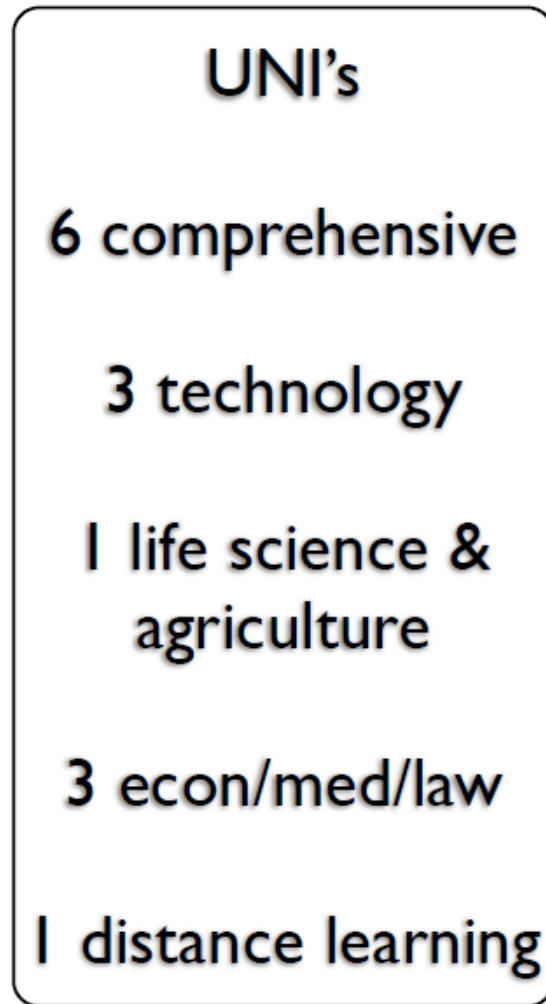 UNI's
6 comprehensive
3 technology
1 life science &
agriculture
3 econ/med/law
1 distance learning